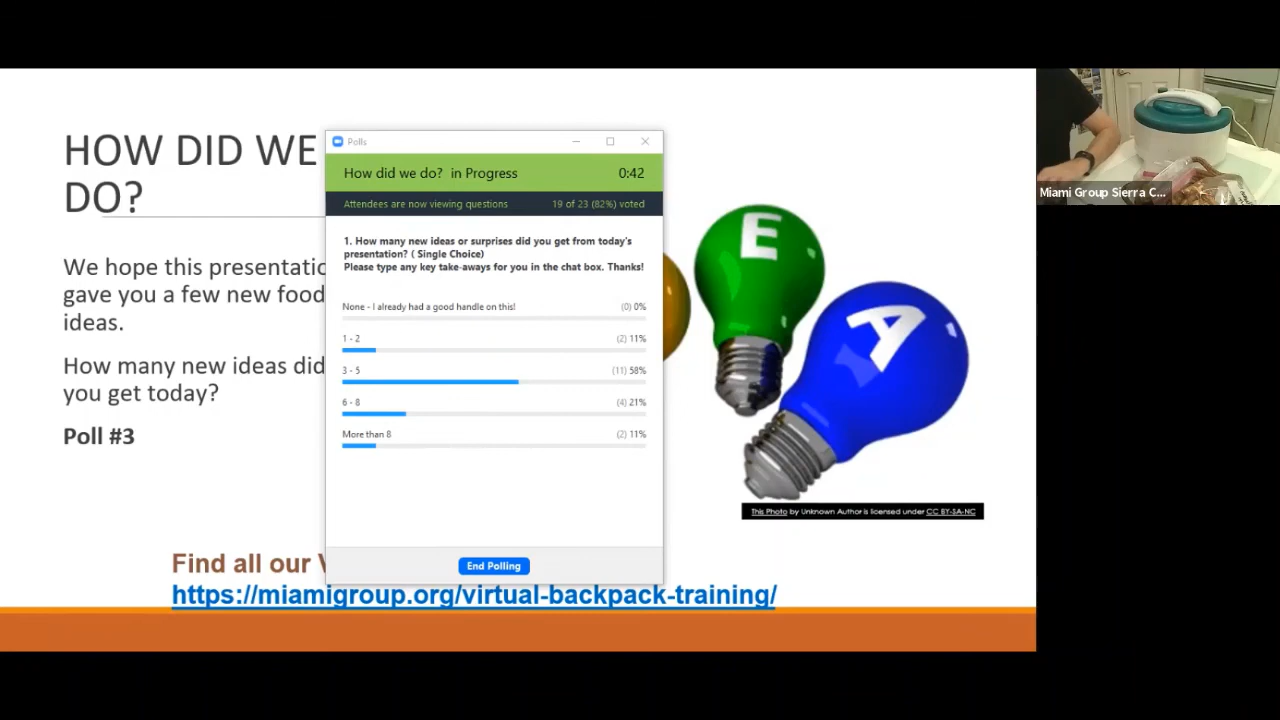 HOW DID WE
DO?
We hope this presentatio
gave you a few new food
ideas.
How many new ideas did
you get today?
Poll #3
Polls
How did we do? in Progress
0:42
Attendees are now viewing questions
19 of 23 (82%) voted
1. How many new ideas or surprises did you get from today's
presentation? ( Single Choice)
Please type any key take-aways for you in the chat box. Thanks!
None - I already had a good handle on this!
(0) 0%
1 - 2
(2) 11%
3 - 5
(11) 58%
6 - 8
(4) 21%
More than 8
(2) 11%
End Polling
E
A
This Photo by Unknown Author is licensed under CC BY-SA-NC
Find all our V
https://miamigroup.org/virtual-backpack-training/
Miami Group Sierra C...